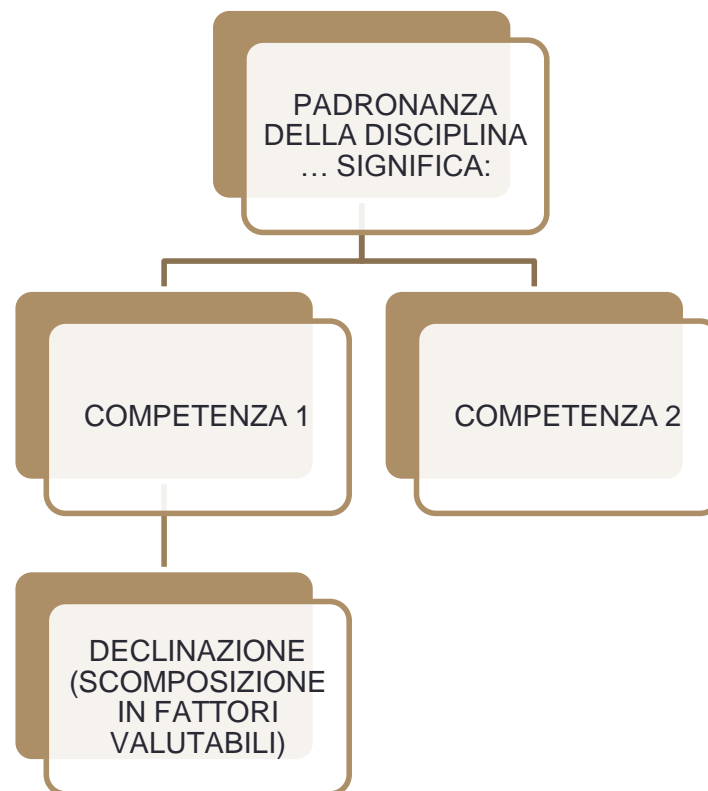 PADRONANZA
DELLA DISCIPLINA
… SIGNIFICA:
COMPETENZA 1
COMPETENZA 2
DECLINAZIONE
(SCOMPOSIZIONE
IN FATTORI
VALUTABILI)